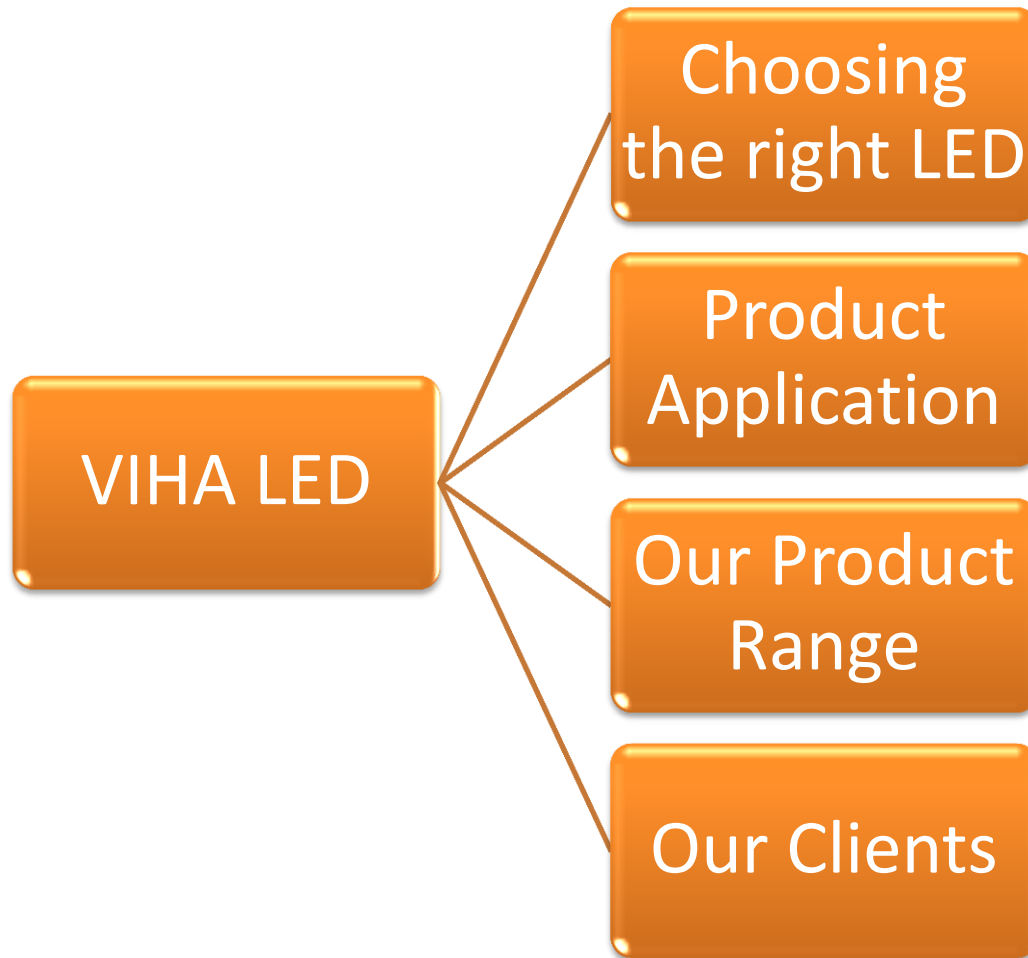 Choosing
the right LED
Product
Application
VIHA LED
Our Product
Range
Our Clients